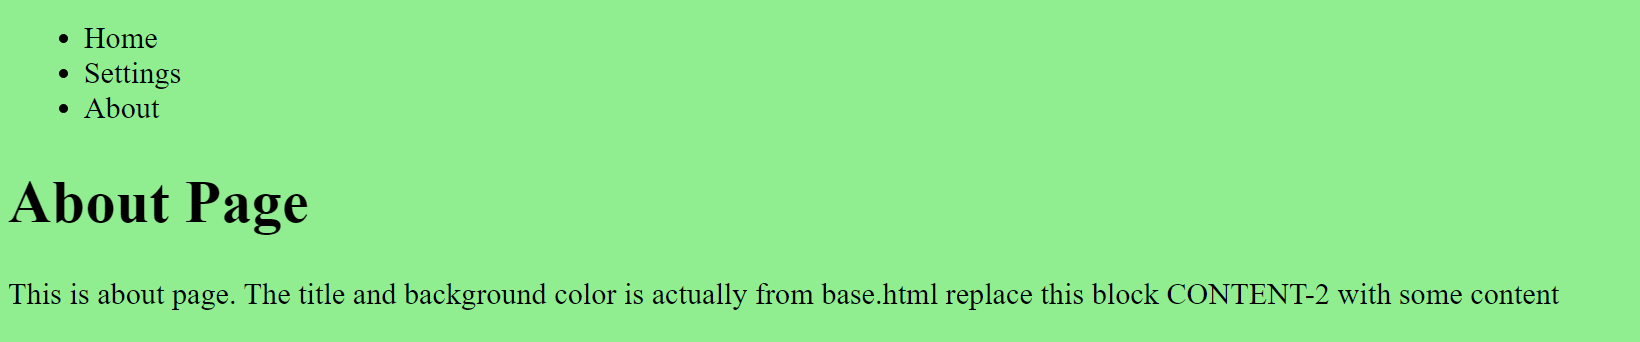 Home
Settings
About
About Page
This is about page. The title and background color is actually from base.html replace this block CONTENT-2 with some content